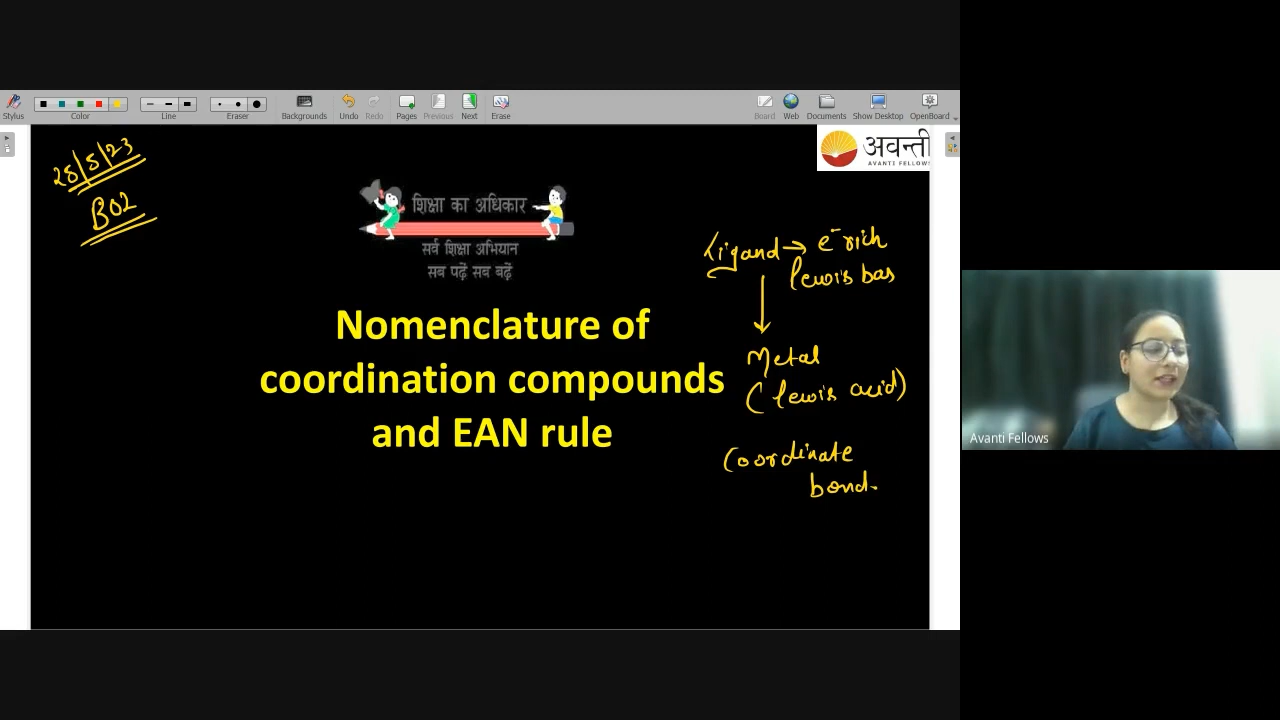 Stylus
Color
Line
Eraser
Backgrounds
Undo
Redo
Pages
Previous
Next
Erase
Board
Web
Documents
Show Desktop
OpenBoard
28/5/23
B02
अवन्ती
AVANTI FELLOWS
शिक्षा का अधिकार
सर्व शिक्षा अभियान
सब पढ़ें सब बढ़ें
Nomenclature of
coordination compounds
and EAN rule
Ligand → e⁻ rich
lewis bas
Metal
(lewis acid)
Coordinate
bond.
Avanti Fellows